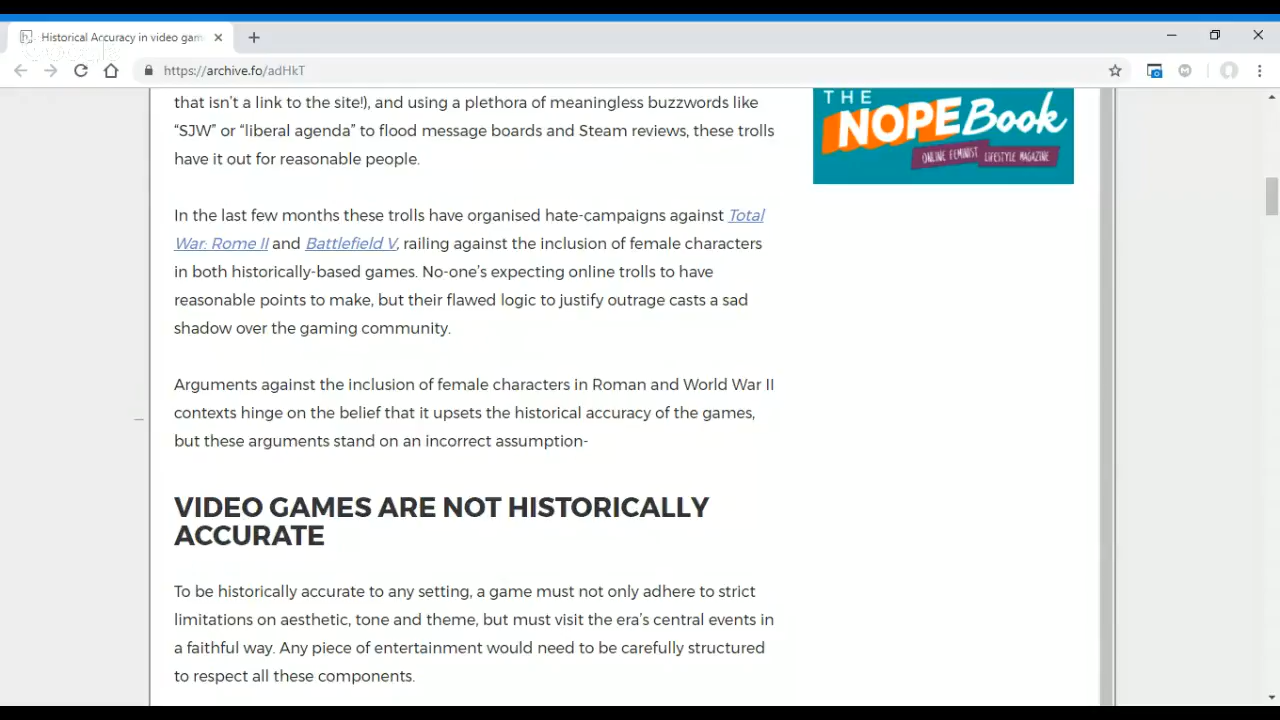 Historical Accuracy in video gam
https://archive.fo/adHkT
that isn't a link to the site!), and using a plethora of meaningless buzzwords like
"SJW" or "liberal agenda" to flood message boards and Steam reviews, these trolls
have it out for reasonable people.
In the last few months these trolls have organised hate-campaigns against Total
War: Rome II and Battlefield V, railing against the inclusion of female characters
in both historically-based games. No-one's expecting online trolls to have
reasonable points to make, but their flawed logic to justify outrage casts a sad
shadow over the gaming community.
Arguments against the inclusion of female characters in Roman and World War II
contexts hinge on the belief that it upsets the historical accuracy of the games,
but these arguments stand on an incorrect assumption-
VIDEO GAMES ARE NOT HISTORICALLY
ACCURATE
To be historically accurate to any setting, a game must not only adhere to strict
limitations on aesthetic, tone and theme, but must visit the era's central events in
a faithful way. Any piece of entertainment would need to be carefully structured
to respect all these components.
THE
NOPEBook
ONLINE FEMINIST LIFESTYLE MAGAZINE